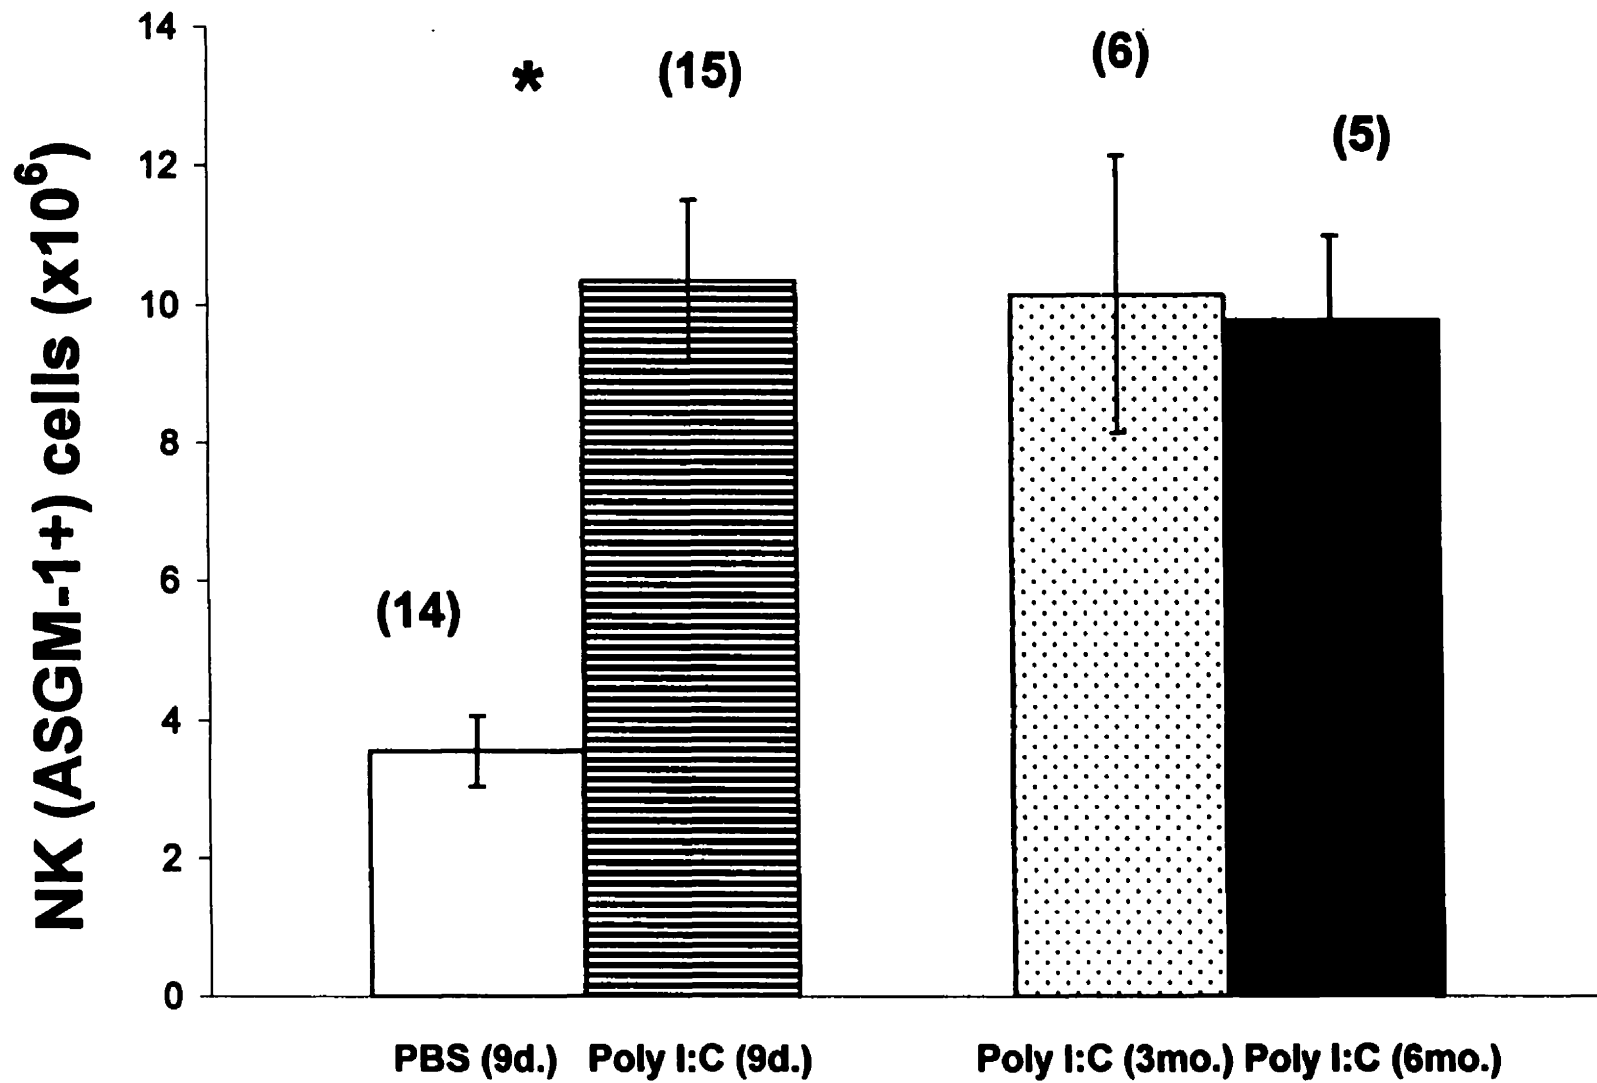 NK (ASGM-1+) cells (x10⁶)
14
12
10
8
6
4
2
0
*
(14)
(15)
(6)
(5)
PBS (9d.)
Poly I:C (9d.)
Poly I:C (3mo.)
Poly I:C (6mo.)